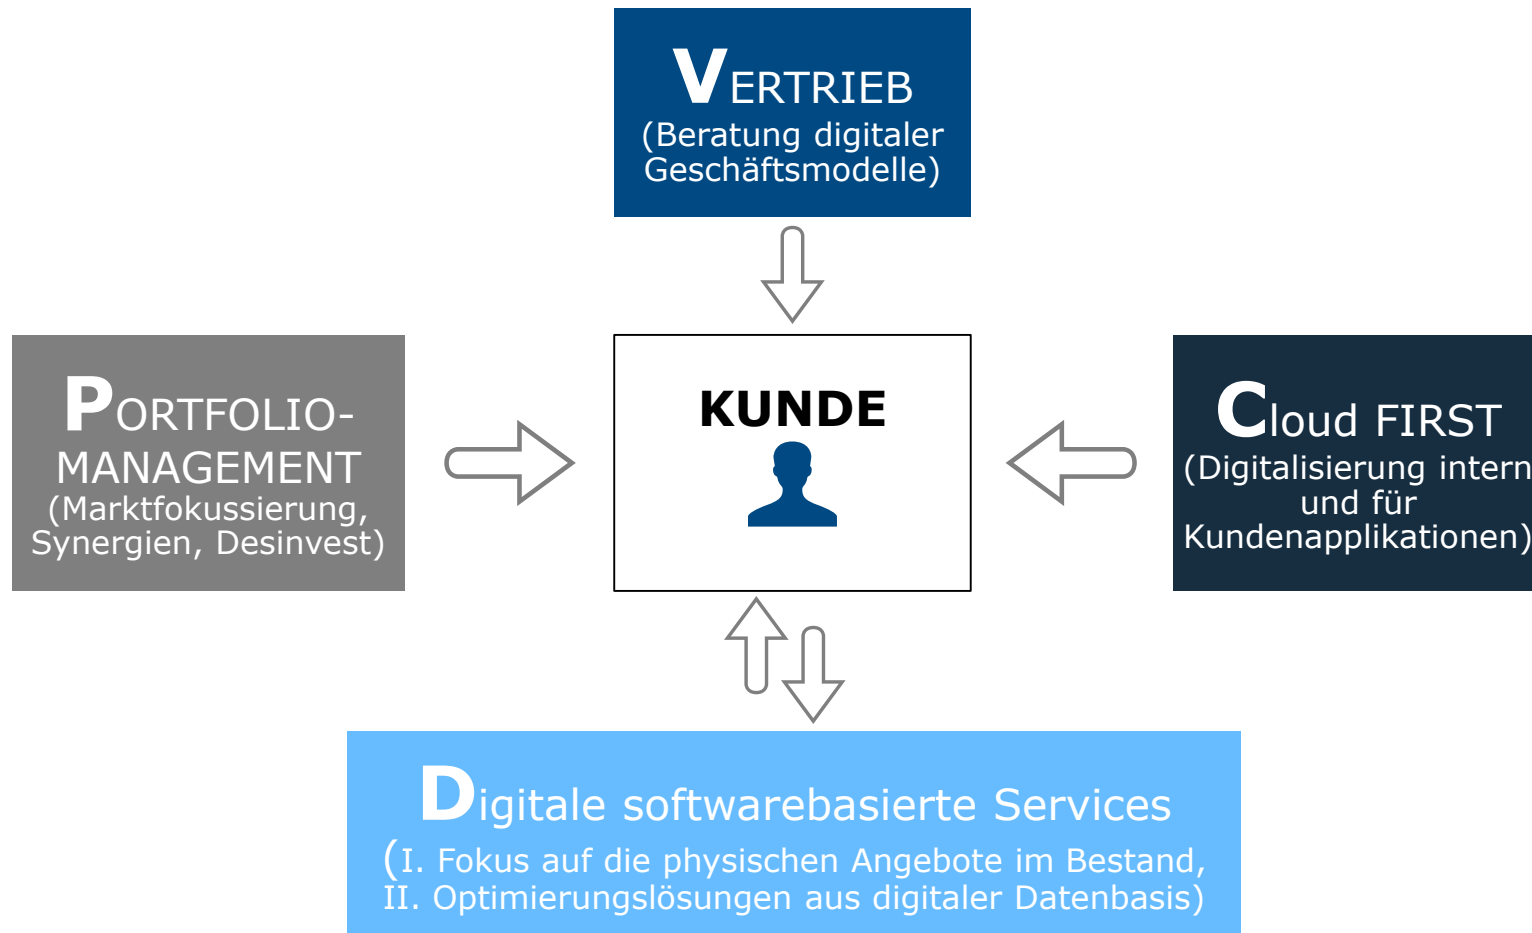 VERTRIEB
(Beratung digitaler
Geschäftsmodelle)
PORTFOLIO-
MANAGEMENT
(Marktfokussierung,
Synergien, Desinvest)
KUNDE
Cloud FIRST
(Digitalisierung intern
und für
Kundenapplikationen)
Digitale softwarebasierte Services
(I. Fokus auf die physischen Angebote im Bestand,
II. Optimierungslösungen aus digitaler Datenbasis)